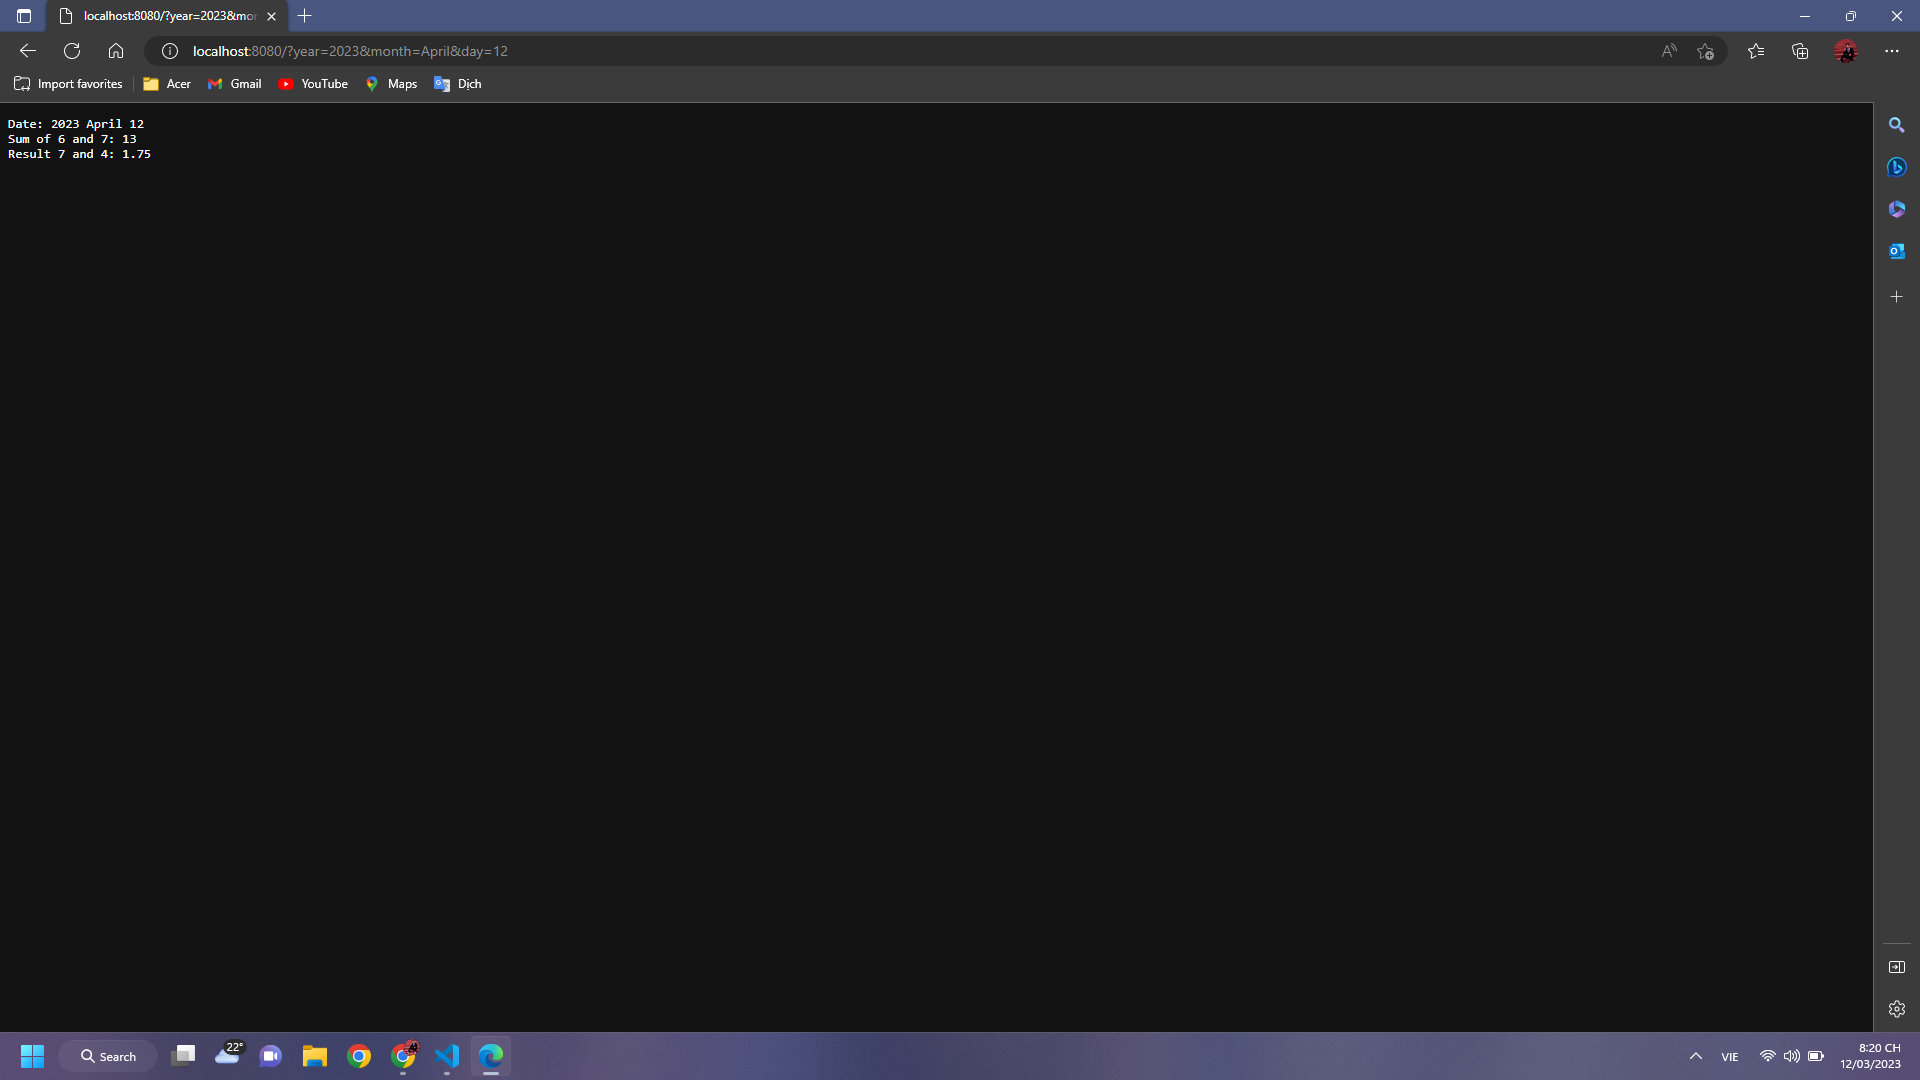 localhost:8080/?year=2023&mor
localhost:8080/?year=2023&month=April&day=12
Import favorites Acer Gmail YouTube Maps Dịch
Date: 2023 April 12
Sum of 6 and 7: 13
Result 7 and 4: 1.75
Search 22° VIE 8:20 CH
12/03/2023